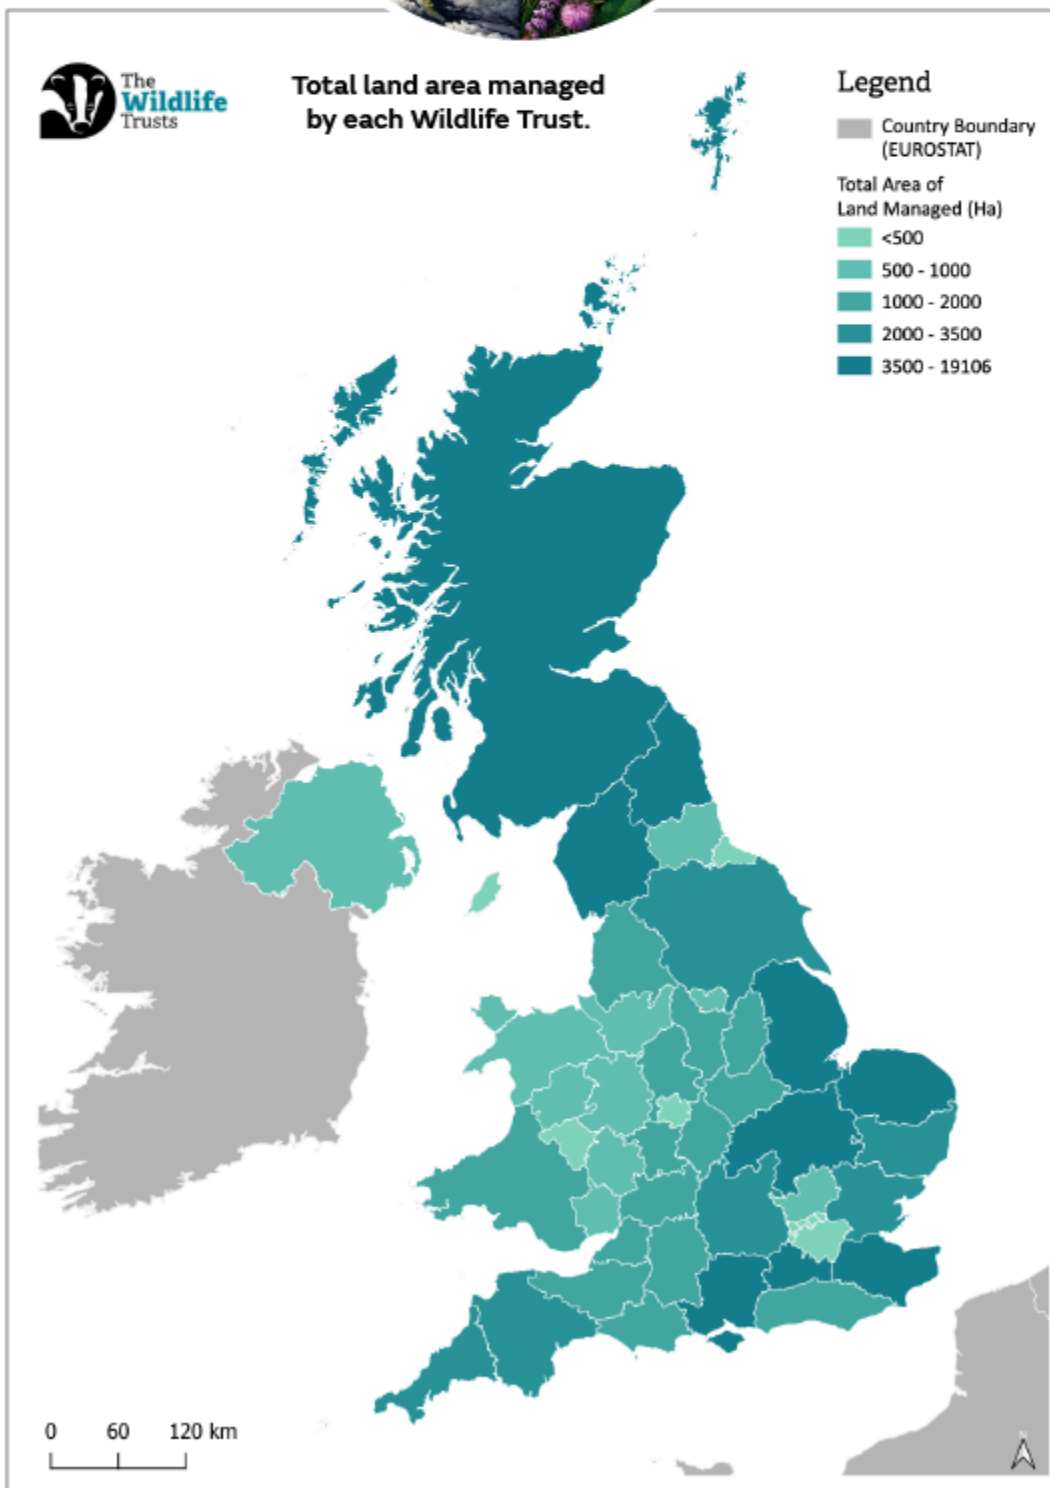 The
Wildlife
Trusts
Total land area managed
by each Wildlife Trust.
Legend
Country Boundary
(EUROSTAT)
Total Area of
Land Managed (Ha)
<500
500 - 1000
1000 - 2000
2000 - 3500
3500 - 19106
0 60 120 km
N